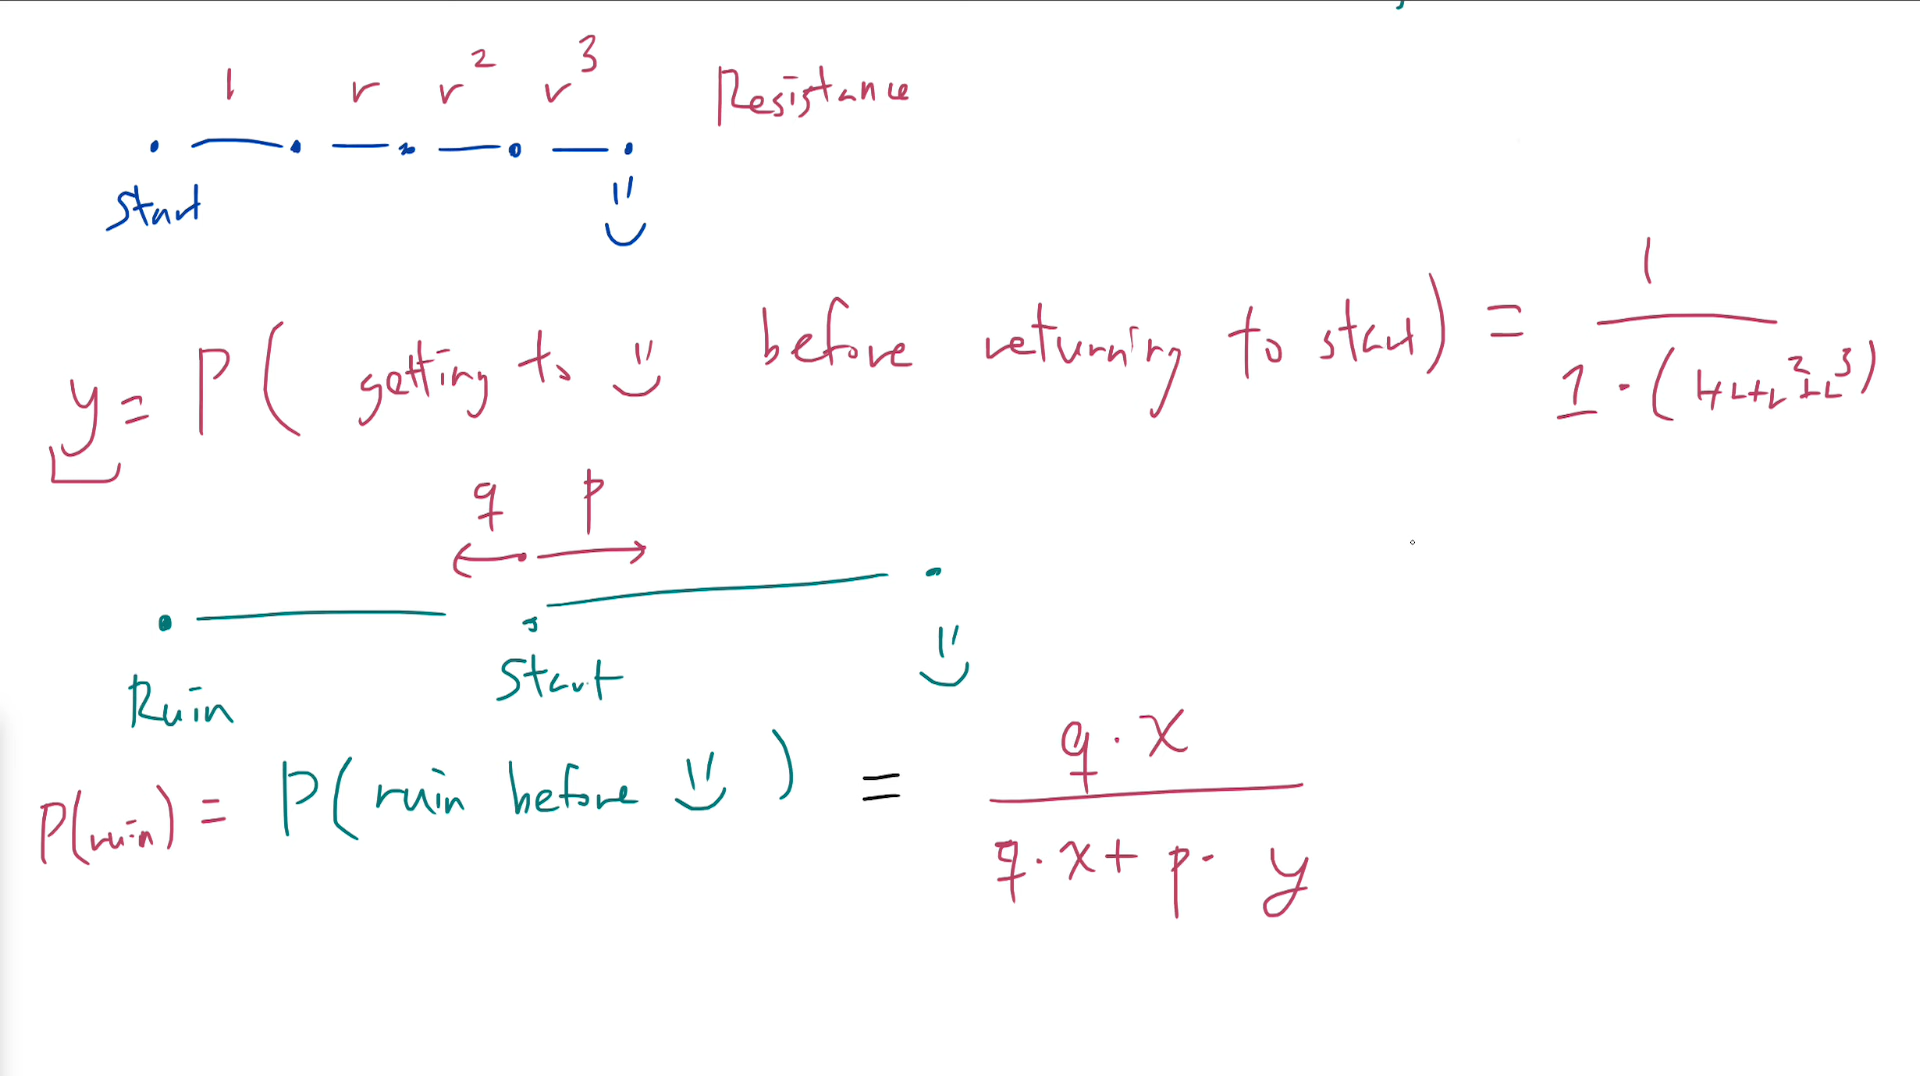 1 r r² r³ Resistance
Start
y = P( getting to before returning to start) = 1 / 1 · (1+r+r²+r³)
q p
Ruin Start
P(ruin) = P( ruin before ) = q · x / q · x + p · y